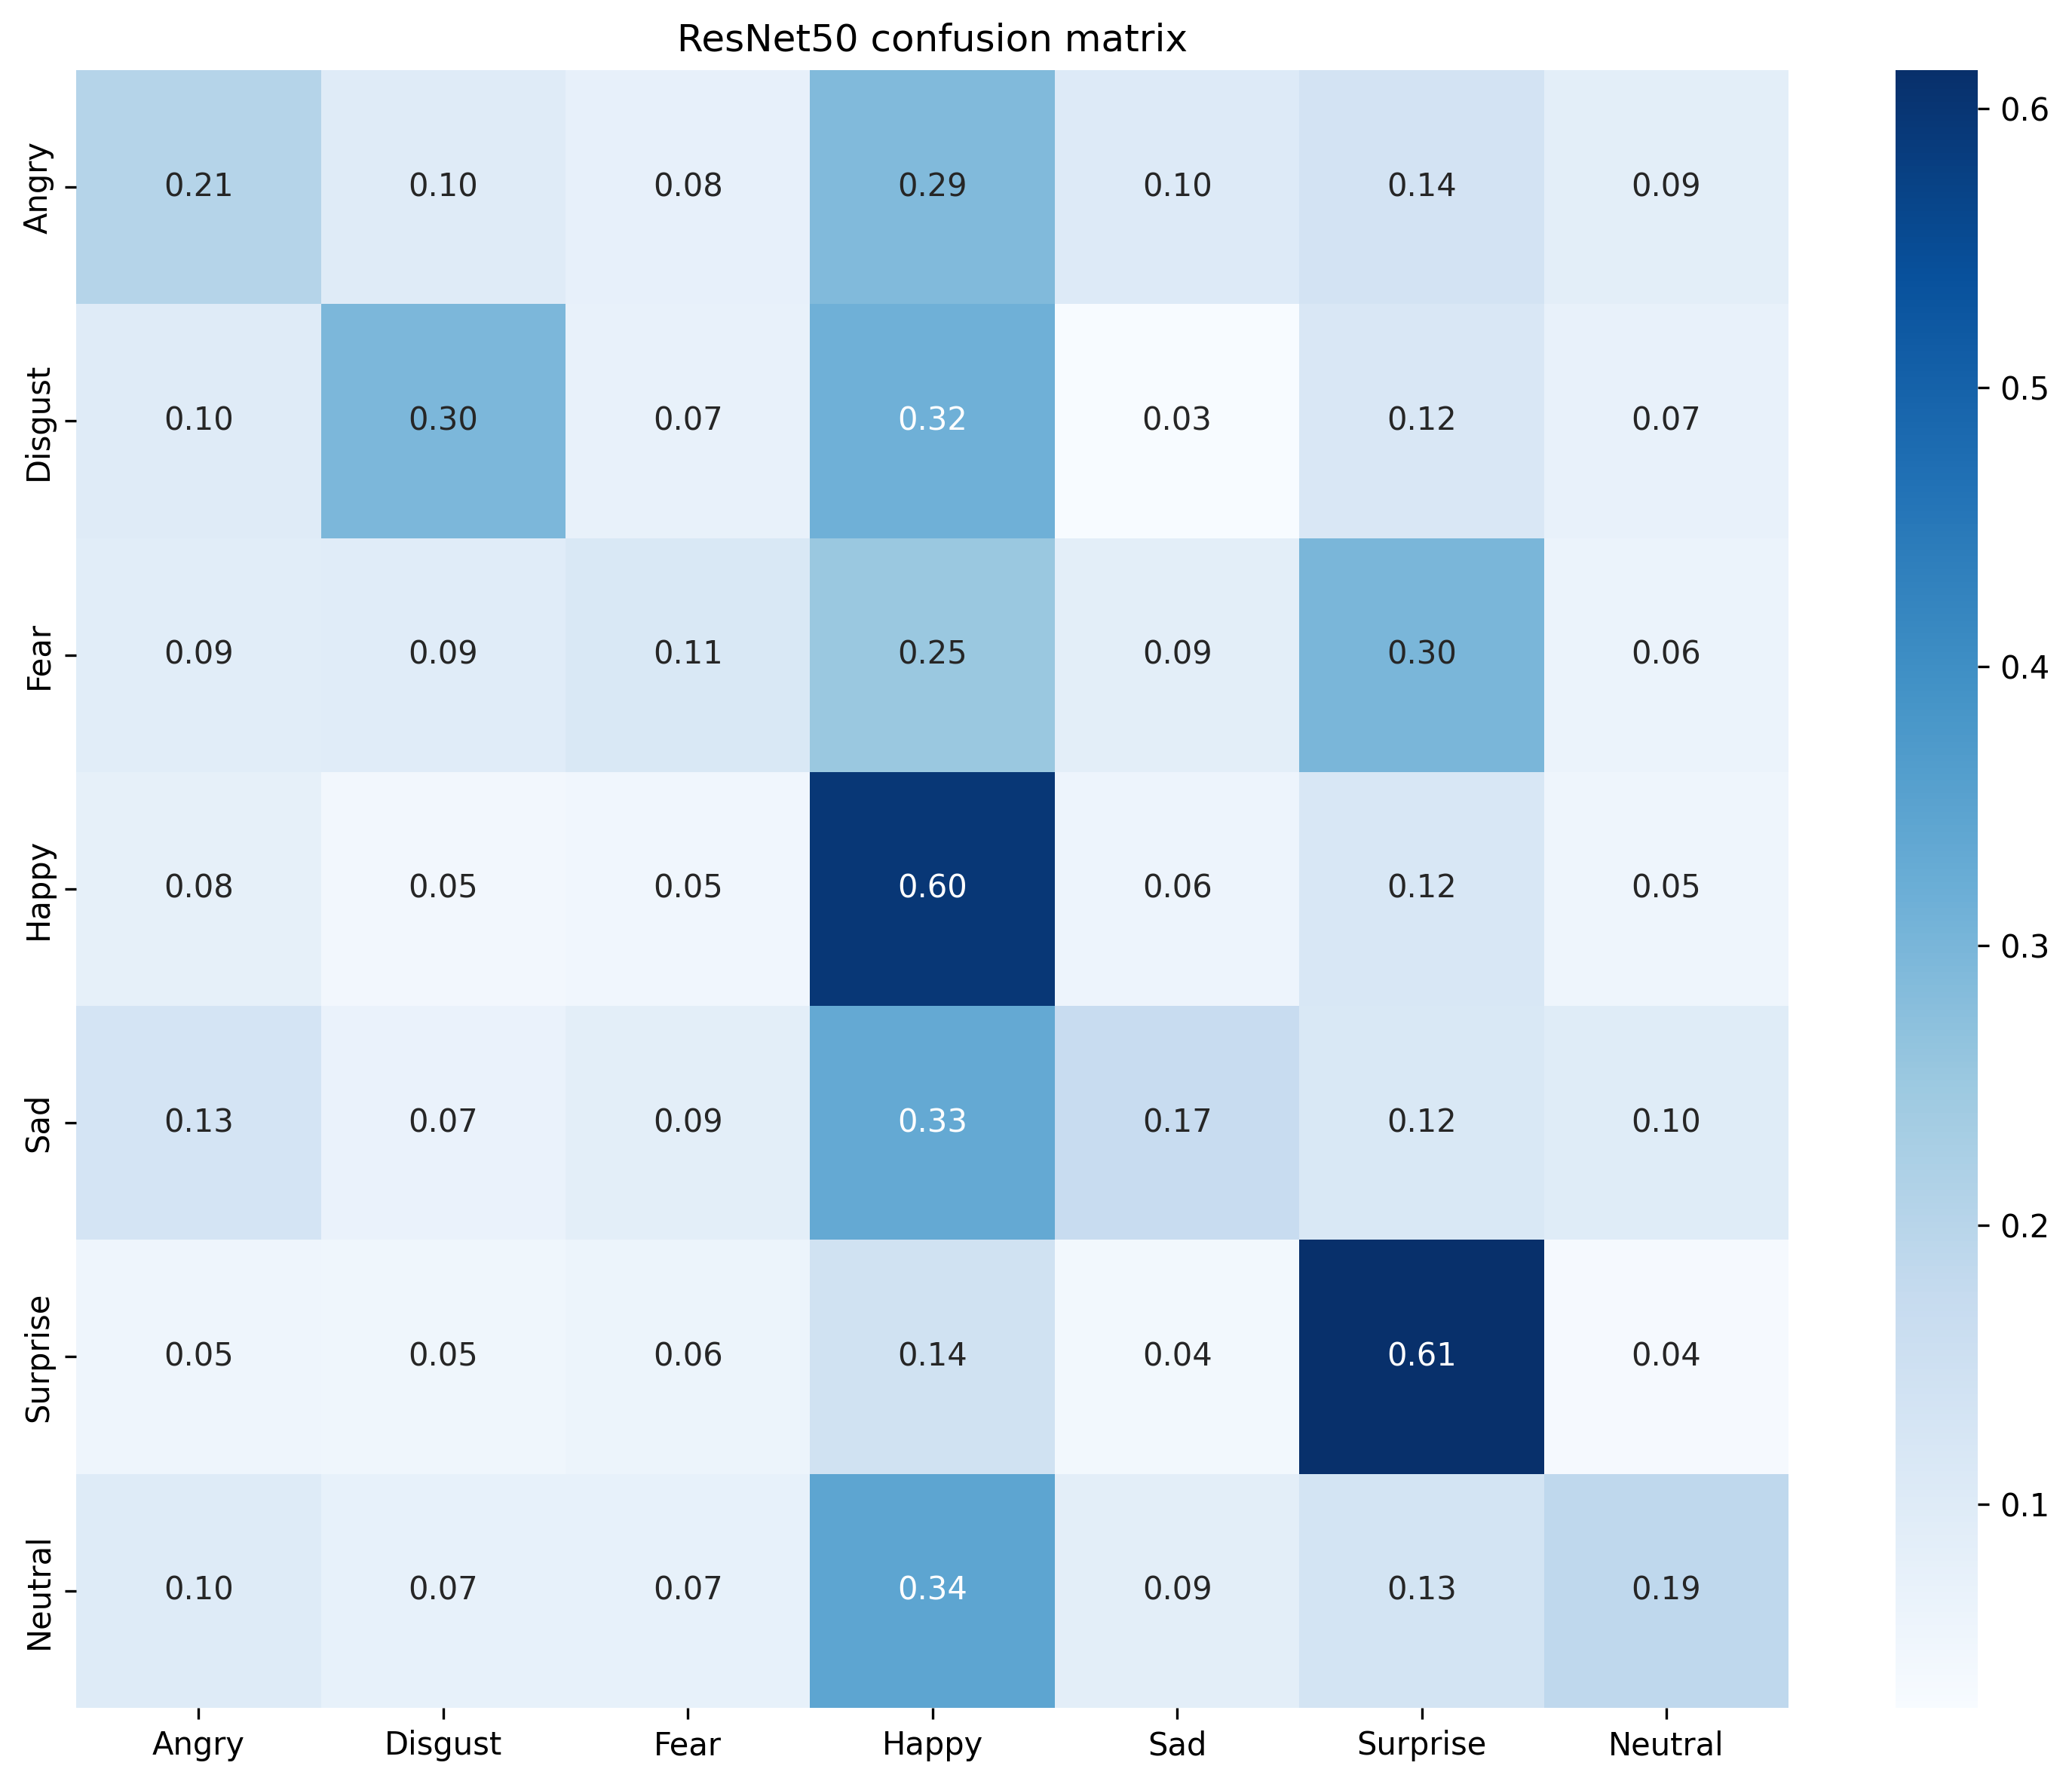 ResNet50 confusion matrix
Angry 0.21 0.10 0.08 0.29 0.10 0.14 0.09
Disgust 0.10 0.30 0.07 0.32 0.03 0.12 0.07
Fear 0.09 0.09 0.11 0.25 0.09 0.30 0.06
Happy 0.08 0.05 0.05 0.60 0.06 0.12 0.05
Sad 0.13 0.07 0.09 0.33 0.17 0.12 0.10
Surprise 0.05 0.05 0.06 0.14 0.04 0.61 0.04
Neutral 0.10 0.07 0.07 0.34 0.09 0.13 0.19
Angry Disgust Fear Happy Sad Surprise Neutral
0.6
0.5
0.4
0.3
0.2
0.1